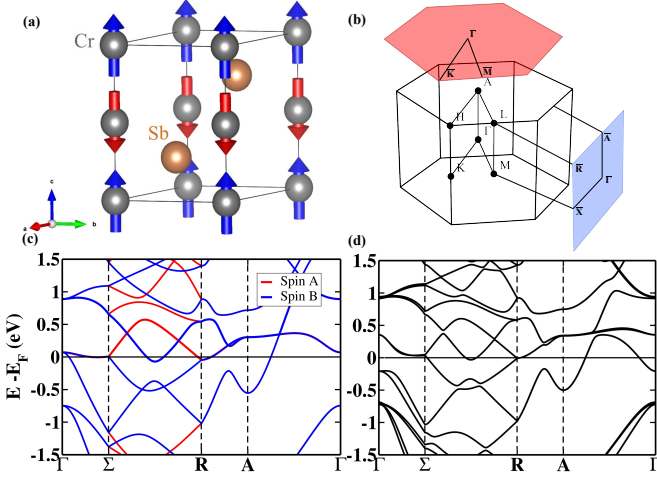 (a)
Cr
Sb
c
a
b
(b)
Γ
K̅
M̅
A
H
L
Γ
K
M
A̅
R̅
Γ
X̅
(c)
Spin A
Spin B
E -E_F (eV)
1.5
1
0.5
0
-0.5
-1
-1.5
Γ Σ R A Γ
(d)
1.5
1
0.5
0
-0.5
-1
-1.5
Γ Σ R A Γ